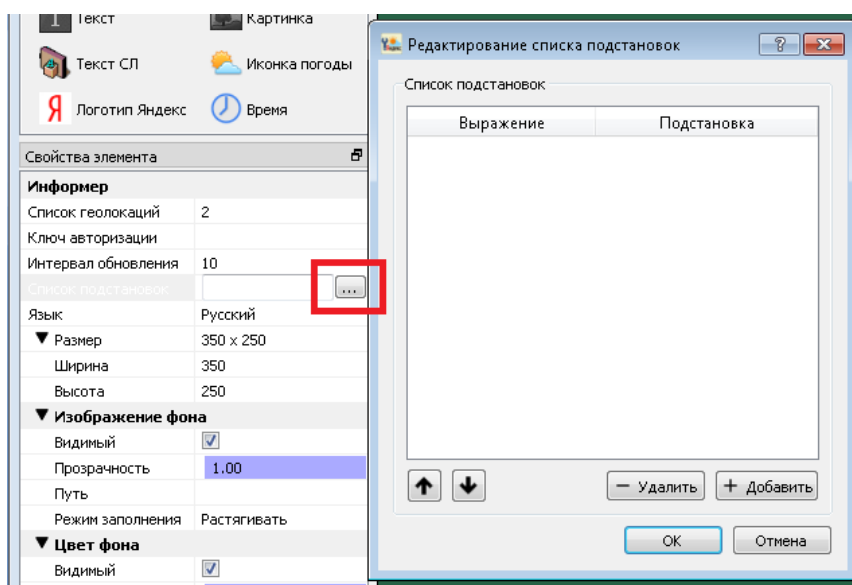 Текст
Картинка
Текст СЛ
Иконка погоды
Я Логотип Яндекс
Время
Свойства элемента
Информер
Список геолокаций 2
Ключ авторизации
Интервал обновления 10
Список подстановок ...
Язык Русский
Размер 350 x 250
Ширина 350
Высота 250
Изображение фона
Видимый
Прозрачность 1.00
Путь
Режим заполнения Растягивать
Цвет фона
Видимый
Редактирование списка подстановок ?
Список подстановок
Выражение Подстановка
Удалить Добавить
OK Отмена